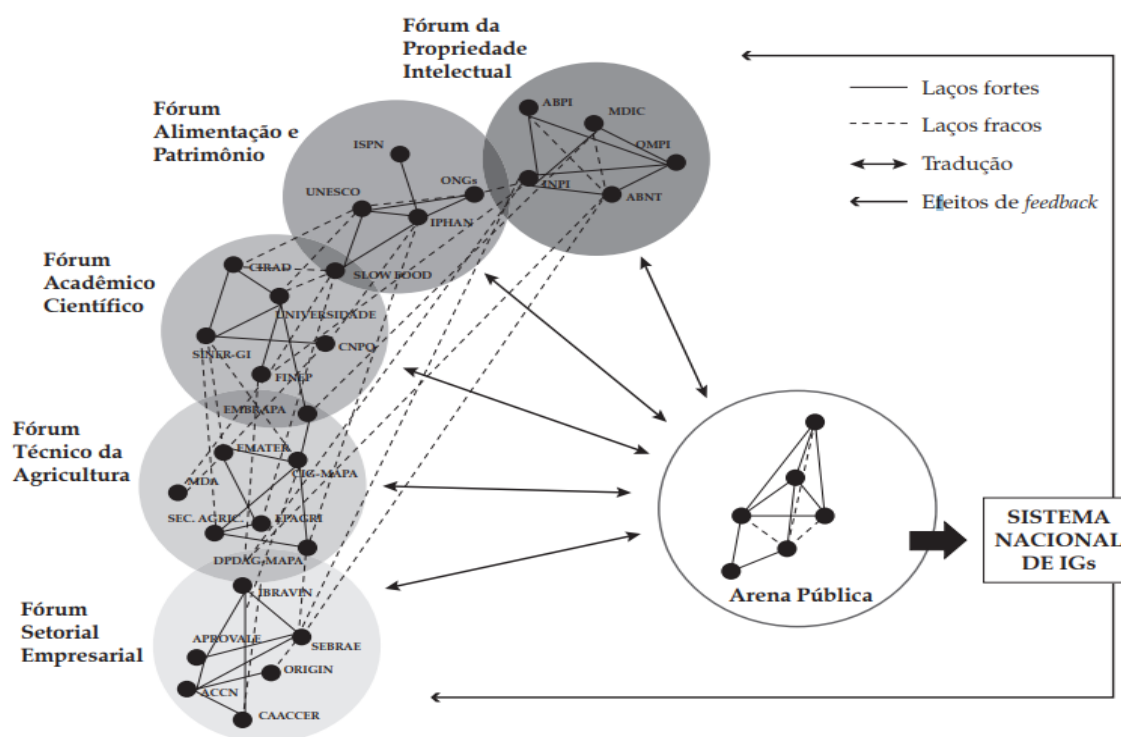 Fórum da
Propriedade
Intelectual
ABPI
MDIC
OMPI
INPI
ABNT
Laços fortes
Laços fracos
Tradução
Efeitos de feedback
Fórum
Alimentação e
Patrimônio
ISPN
UNESCO
ONGs
IPHAN
SLOW FOOD
Fórum
Acadêmico
Científico
CIRAD
UNIVERSIDADE
SINER-GI
CNPQ
FINEP
EMBRAPA
Fórum
Técnico da
Agricultura
EMATER
CIG-MAPA
MDA
SEC. AGRIC.
EPAGRI
DPDAG-MAPA
Fórum
Setorial
Empresarial
IBRAVIN
APROVALE
SEBRAE
ORIGIN
ACCN
CAACCER
Arena Pública
SISTEMA
NACIONAL
DE IGs